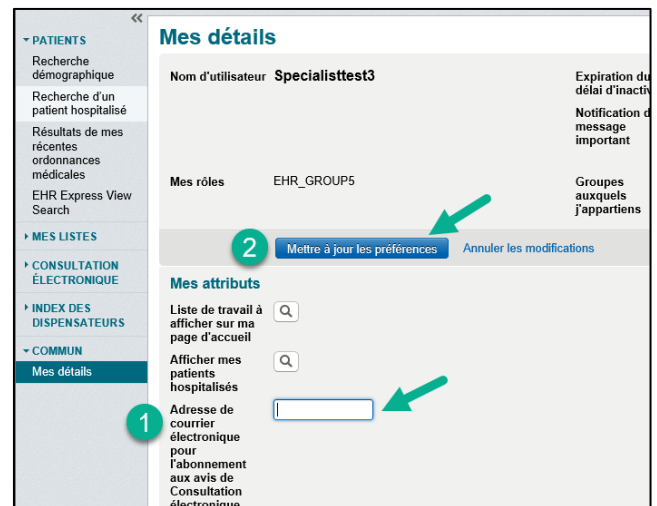 «
PATIENTS
Recherche
démographique
Recherche d'un
patient hospitalisé
Résultats de mes
récentes
ordonnances
médicales
EHR Express View
Search
MES LISTES
CONSULTATION
ÉLECTRONIQUE
INDEX DES
DISPENSATEURS
COMMUN
Mes détails
Mes détails
Nom d'utilisateur Specialisttest3
Expiration du
délai d'inactiv
Notification d
message
important
Mes rôles EHR_GROUP5
Groupes
auxquels
j'appartiens
2 Mettre à jour les préférences Annuler les modifications
Mes attributs
Liste de travail à
afficher sur ma
page d'accueil
Afficher mes
patients
hospitalisés
1 Adresse de
courrier
électronique
pour
l'abonnement
aux avis de
Consultation
électronique